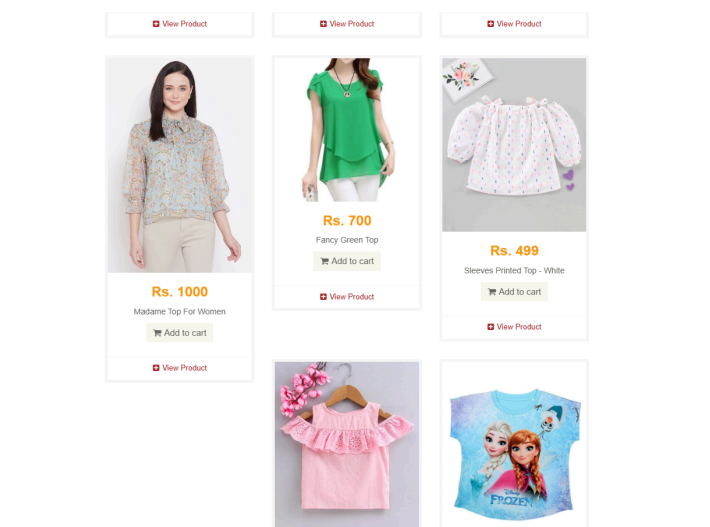 View Product
View Product
View Product
Rs. 1000
Madame Top For Women
Add to cart
View Product
Rs. 700
Fancy Green Top
Add to cart
View Product
Rs. 499
Sleeves Printed Top - White
Add to cart
View Product
Disney
FROZEN